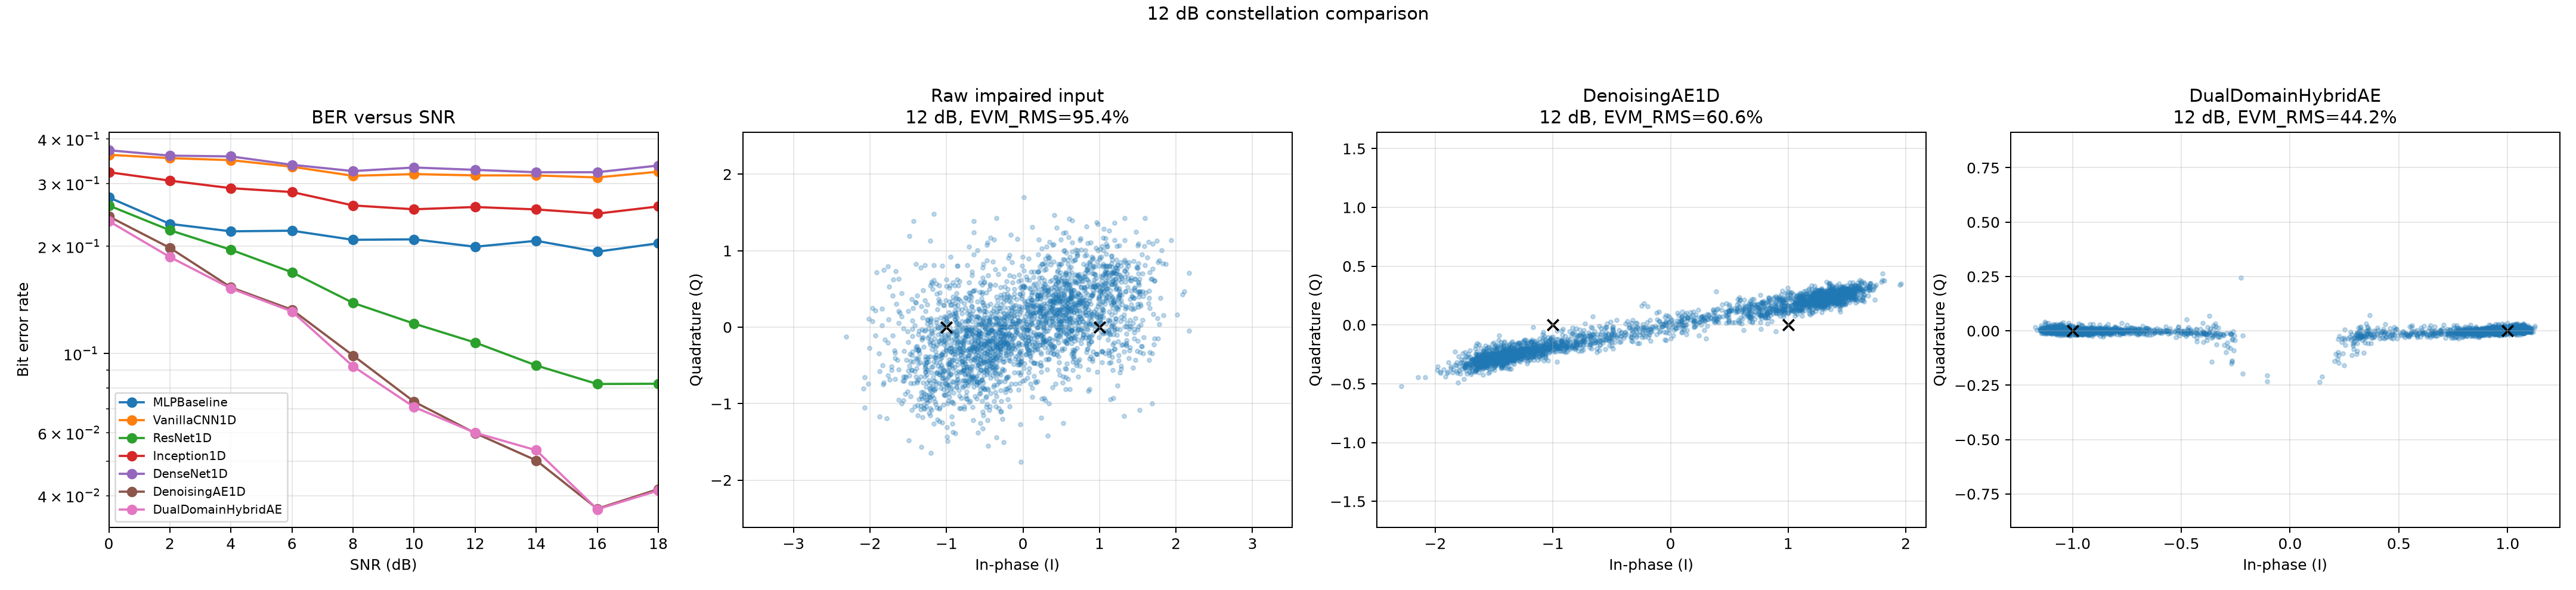 12 dB constellation comparison
BER versus SNR
4 × 10⁻¹
3 × 10⁻¹
2 × 10⁻¹
10⁻¹
6 × 10⁻²
4 × 10⁻²
Bit error rate
MLPBaseline
VanillaCNN1D
ResNet1D
Inception1D
DenseNet1D
DenoisingAE1D
DualDomainHybridAE
0 2 4 6 8 10 12 14 16 18
SNR (dB)
Raw impaired input
12 dB, EVM_RMS=95.4%
2
1
0
−1
−2
Quadrature (Q)
−3 −2 −1 0 1 2 3
In-phase (I)
DenoisingAE1D
12 dB, EVM_RMS=60.6%
1.5
1.0
0.5
0.0
−0.5
−1.0
−1.5
Quadrature (Q)
−2 −1 0 1 2
In-phase (I)
DualDomainHybridAE
12 dB, EVM_RMS=44.2%
0.75
0.50
0.25
0.00
−0.25
−0.50
−0.75
Quadrature (Q)
−1.0 −0.5 0.0 0.5 1.0
In-phase (I)